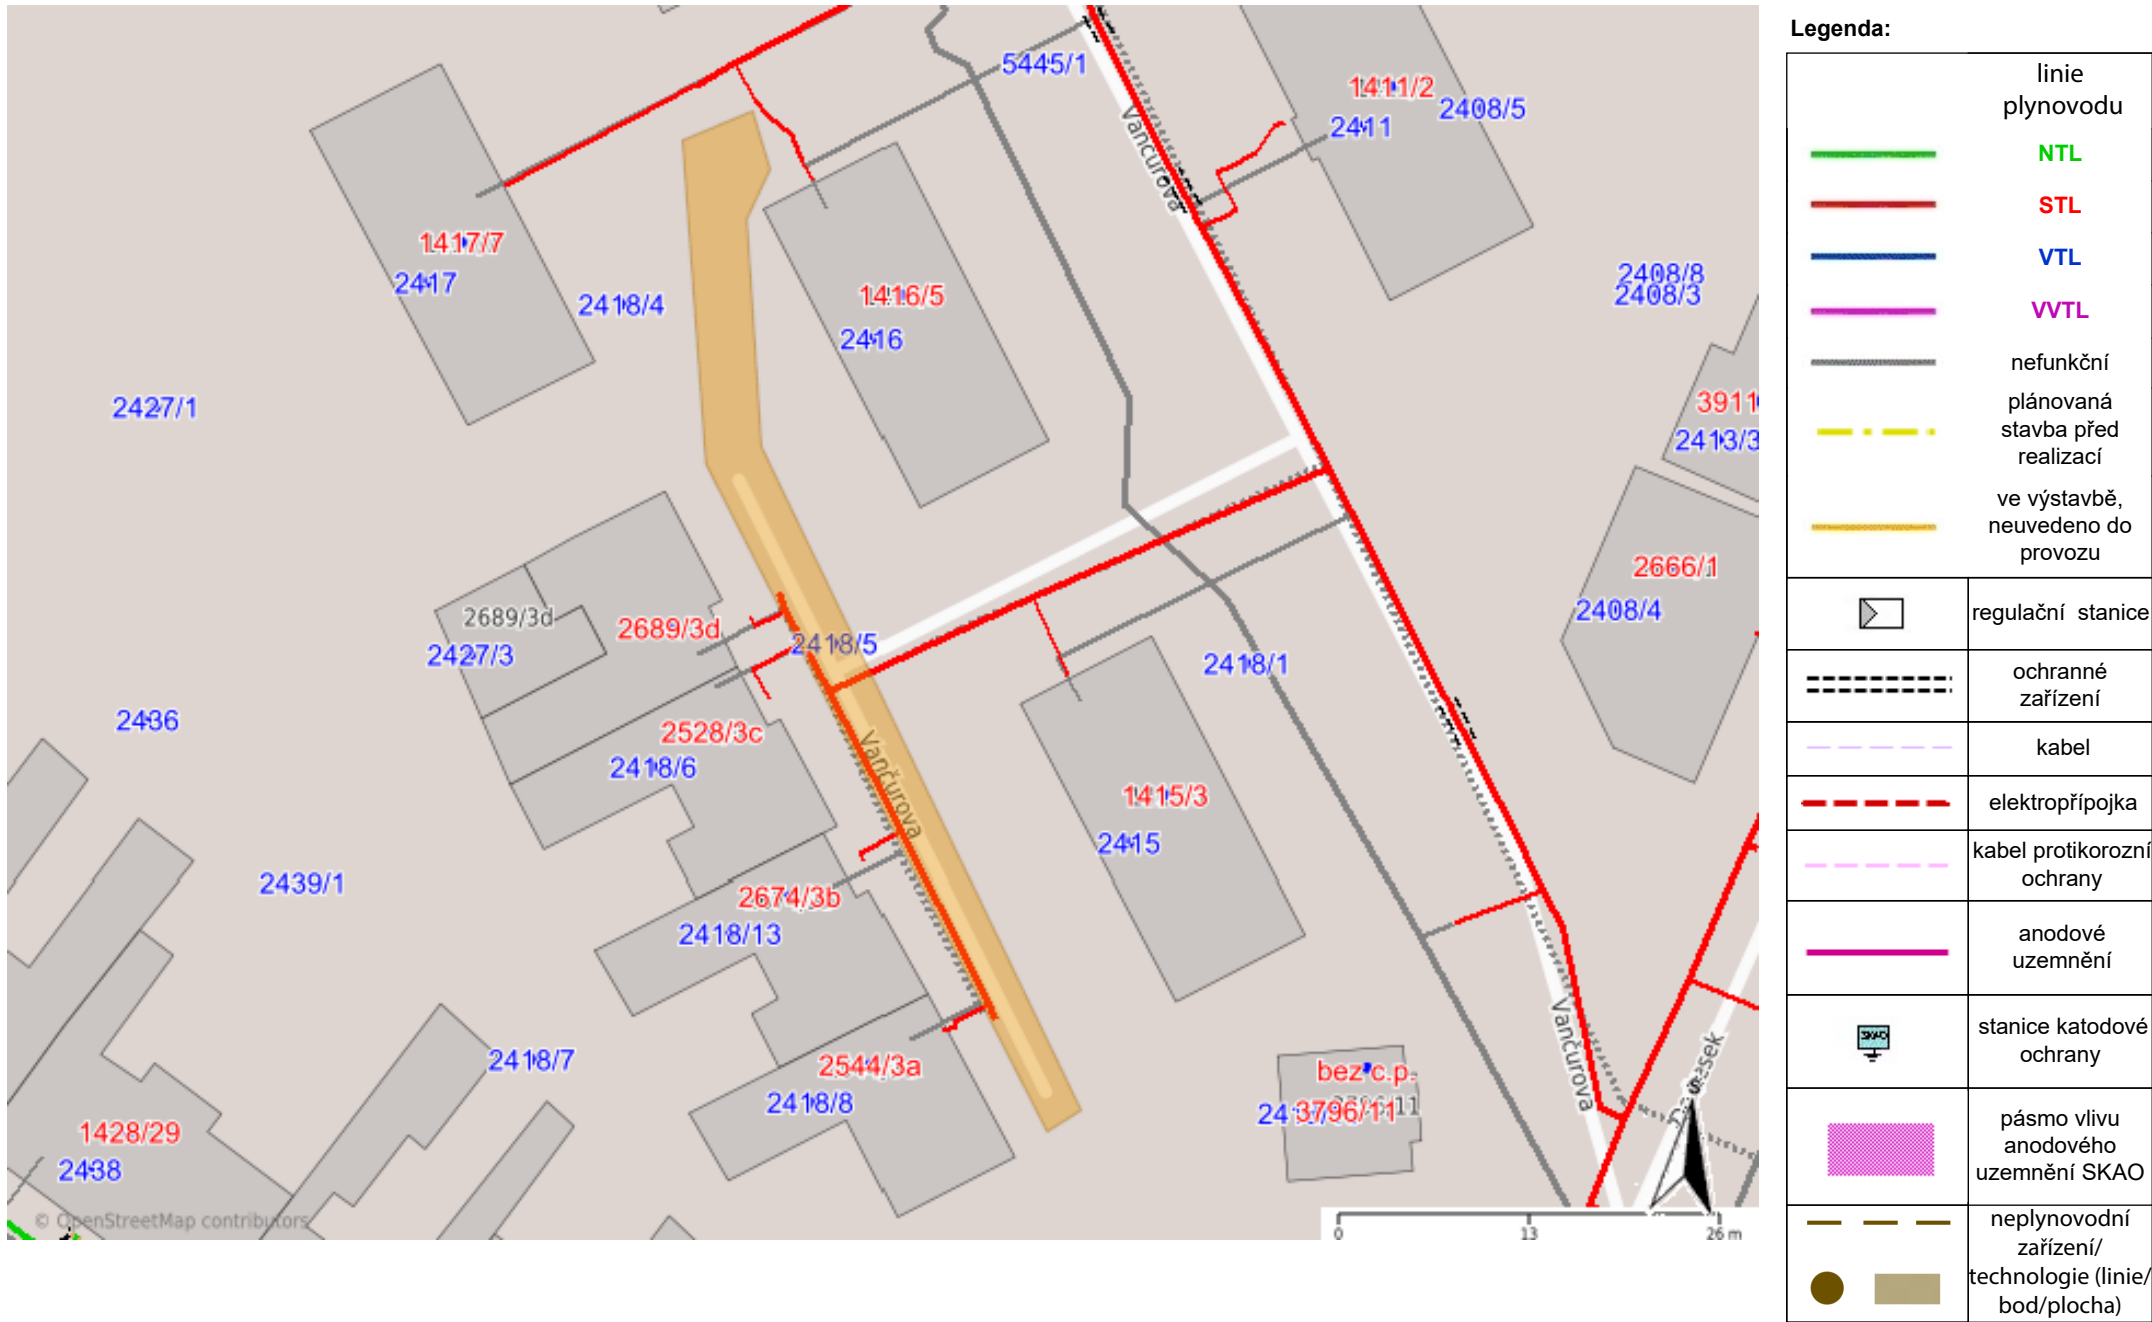 5445/1
1411/2
2408/5
2411
Vančurova
1417/7
2417
2418/4
1416/5
2416
2408/8
2408/3
2427/1
3911
2413/3
2666/1
2408/4
2689/3d
2689/3d
2427/3
2418/5
2418/1
2436
2528/3c
2418/6
Vančurova
1415/3
2415
2439/1
2674/3b
2418/13
2418/7
2544/3a
2418/8
bez č.p.
3796/11
Vančurova
1428/29
2438
© OpenStreetMap contributors
0 13 26 m
Legenda:
linie
plynovodu
NTL
STL
VTL
VVTL
nefunkční
plánovaná
stavba před
realizací
ve výstavbě,
neuvedeno do
provozu
regulační stanice
ochranné
zařízení
kabel
elektropřípojka
kabel protikorozní
ochrany
anodové
uzemnění
SKAO
stanice katodové
ochrany
pásmo vlivu
anodového
uzemnění SKAO
neplynovodní
zařízení/
technologie (linie/
bod/plocha)